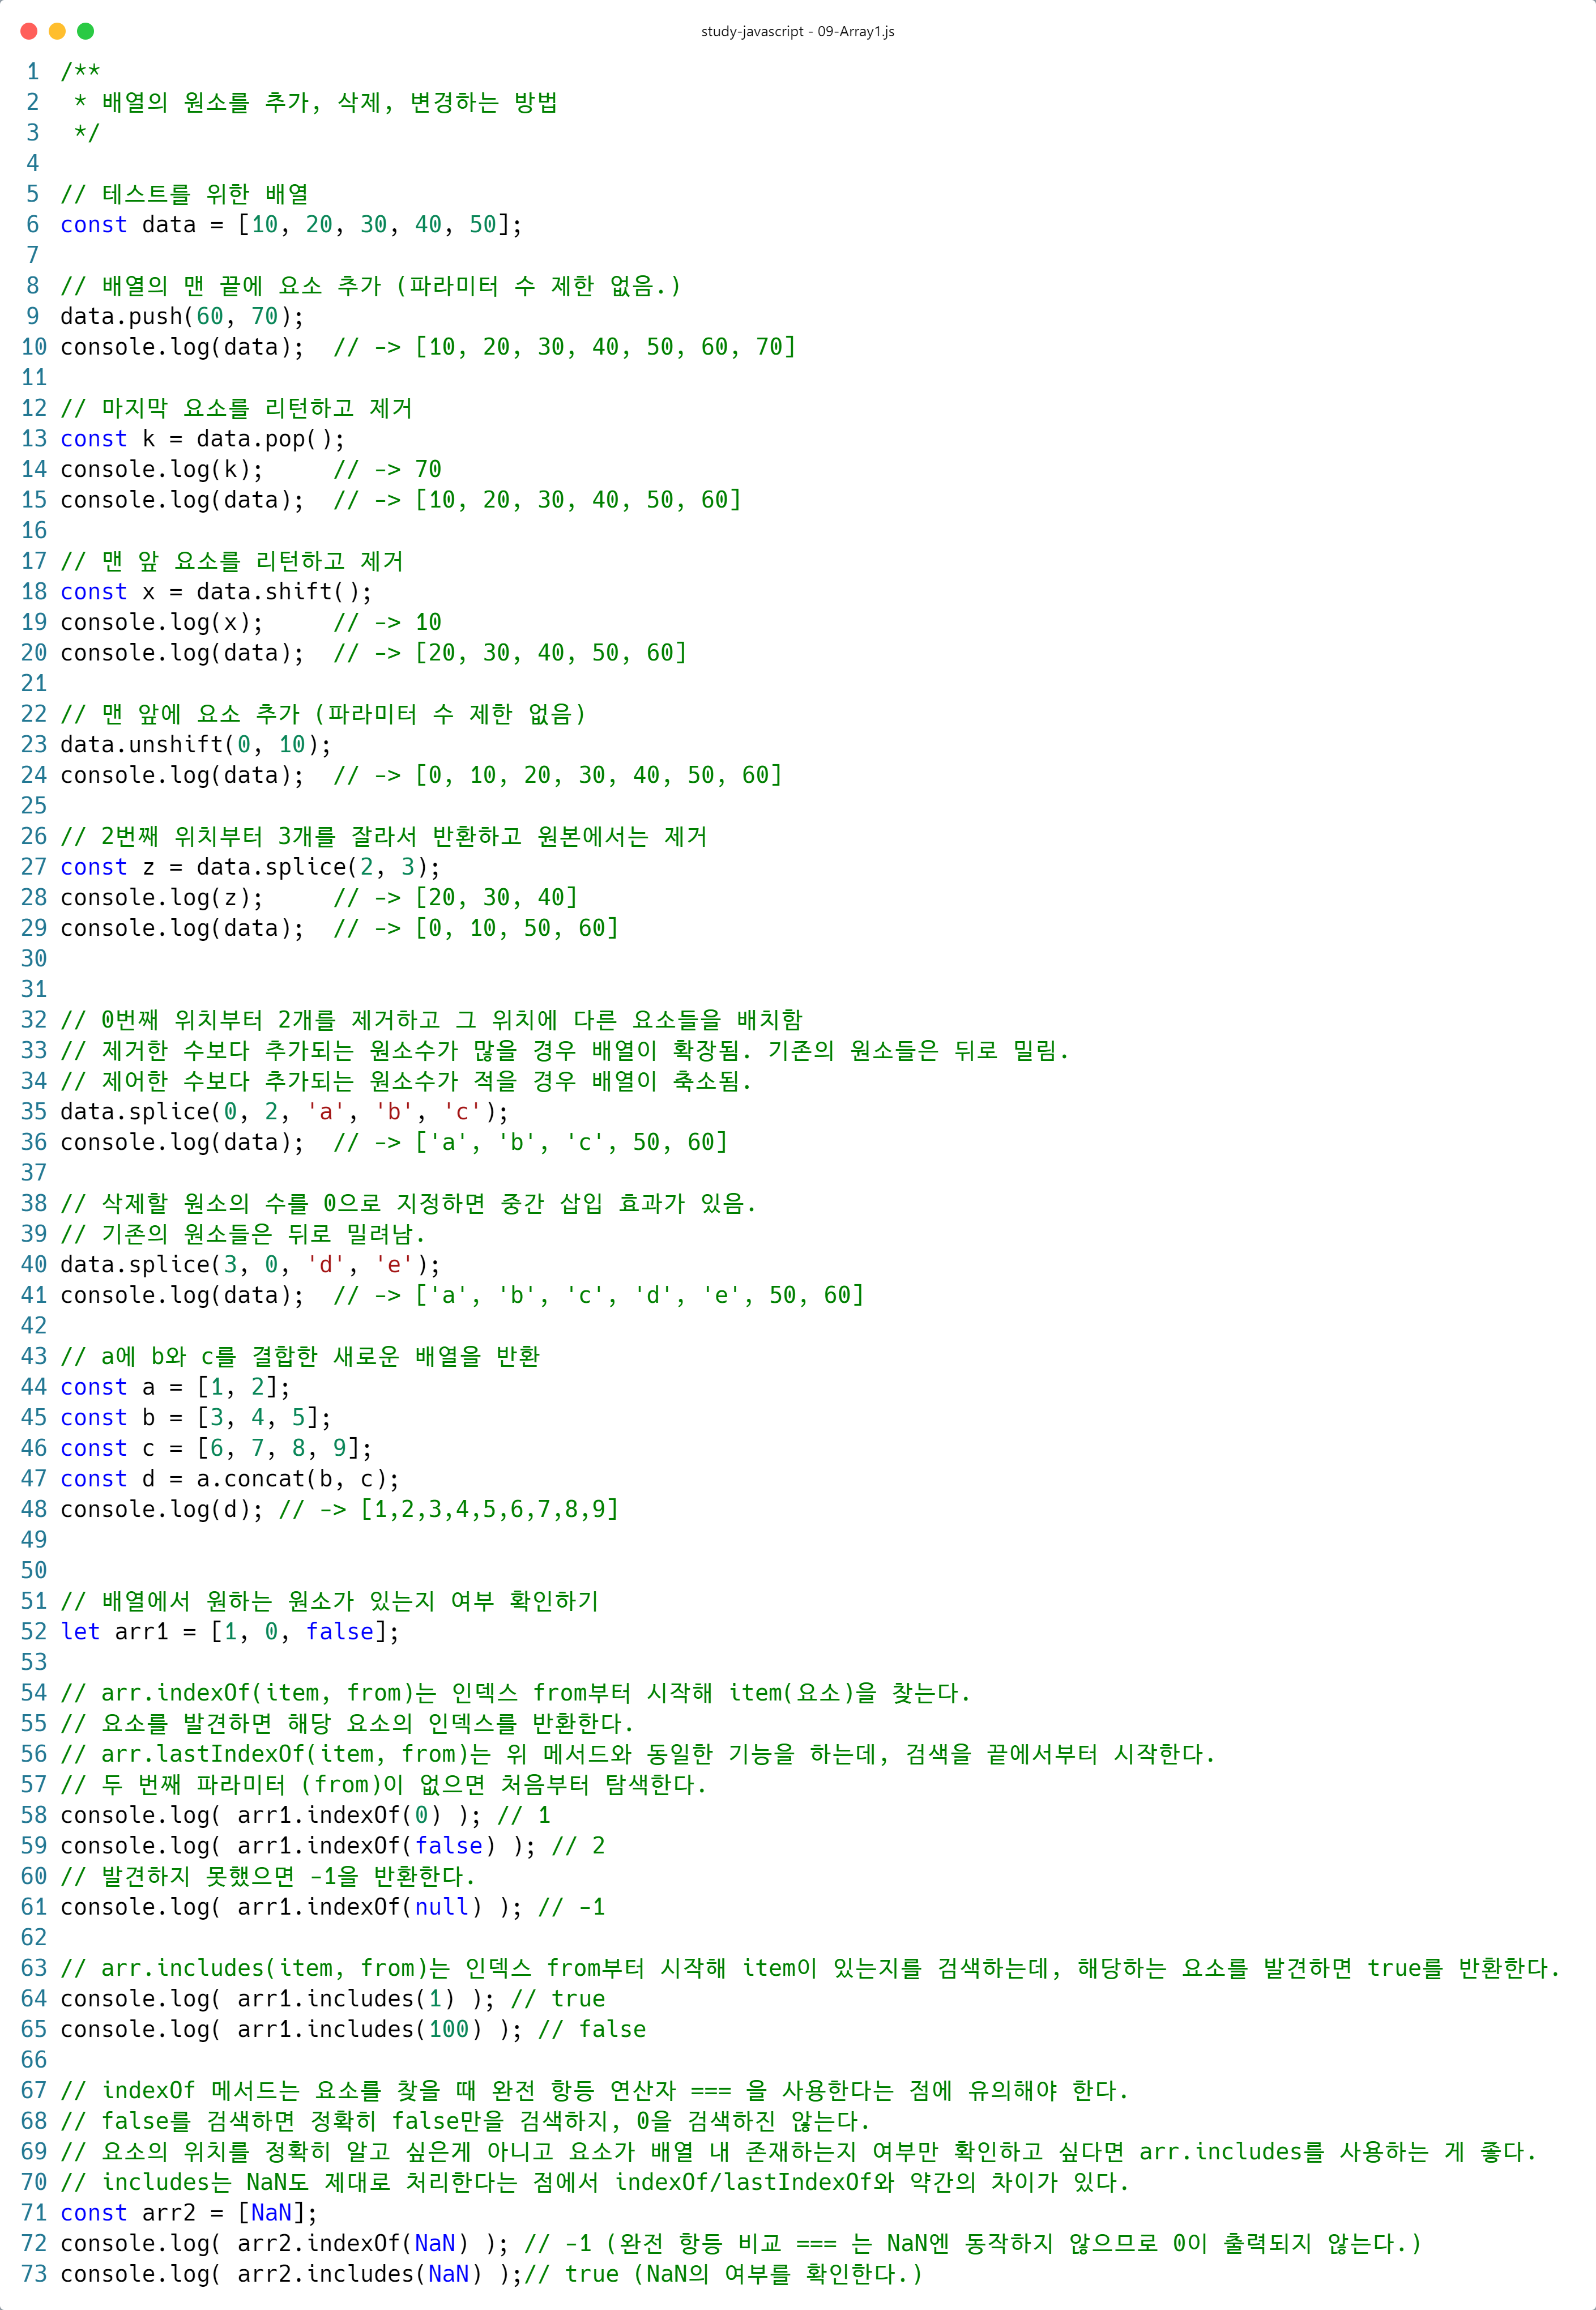 study-javascript - 09-Array1.js
1 /**
2  * 배열의 원소를 추가, 삭제, 변경하는 방법
3  */
4
5 // 테스트를 위한 배열
6 const data = [10, 20, 30, 40, 50];
7
8 // 배열의 맨 끝에 요소 추가 (파라미터 수 제한 없음.)
9 data.push(60, 70);
10 console.log(data);  // -> [10, 20, 30, 40, 50, 60, 70]
11
12 // 마지막 요소를 리턴하고 제거
13 const k = data.pop();
14 console.log(k);     // -> 70
15 console.log(data);  // -> [10, 20, 30, 40, 50, 60]
16
17 // 맨 앞 요소를 리턴하고 제거
18 const x = data.shift();
19 console.log(x);     // -> 10
20 console.log(data);  // -> [20, 30, 40, 50, 60]
21
22 // 맨 앞에 요소 추가 (파라미터 수 제한 없음)
23 data.unshift(0, 10);
24 console.log(data);  // -> [0, 10, 20, 30, 40, 50, 60]
25
26 // 2번째 위치부터 3개를 잘라서 반환하고 원본에서는 제거
27 const z = data.splice(2, 3);
28 console.log(z);     // -> [20, 30, 40]
29 console.log(data);  // -> [0, 10, 50, 60]
30
31
32 // 0번째 위치부터 2개를 제거하고 그 위치에 다른 요소들을 배치함
33 // 제거한 수보다 추가되는 원소수가 많을 경우 배열이 확장됨. 기존의 원소들은 뒤로 밀림.
34 // 제어한 수보다 추가되는 원소수가 적을 경우 배열이 축소됨.
35 data.splice(0, 2, 'a', 'b', 'c');
36 console.log(data);  // -> ['a', 'b', 'c', 50, 60]
37
38 // 삭제할 원소의 수를 0으로 지정하면 중간 삽입 효과가 있음.
39 // 기존의 원소들은 뒤로 밀려남.
40 data.splice(3, 0, 'd', 'e');
41 console.log(data);  // -> ['a', 'b', 'c', 'd', 'e', 50, 60]
42
43 // a에 b와 c를 결합한 새로운 배열을 반환
44 const a = [1, 2];
45 const b = [3, 4, 5];
46 const c = [6, 7, 8, 9];
47 const d = a.concat(b, c);
48 console.log(d); // -> [1,2,3,4,5,6,7,8,9]
49
50
51 // 배열에서 원하는 원소가 있는지 여부 확인하기
52 let arr1 = [1, 0, false];
53
54 // arr.indexOf(item, from)는 인덱스 from부터 시작해 item(요소)을 찾는다.
55 // 요소를 발견하면 해당 요소의 인덱스를 반환한다.
56 // arr.lastIndexOf(item, from)는 위 메서드와 동일한 기능을 하는데, 검색을 끝에서부터 시작한다.
57 // 두 번째 파라미터 (from)이 없으면 처음부터 탐색한다.
58 console.log( arr1.indexOf(0) ); // 1
59 console.log( arr1.indexOf(false) ); // 2
60 // 발견하지 못했으면 -1을 반환한다.
61 console.log( arr1.indexOf(null) ); // -1
62
63 // arr.includes(item, from)는 인덱스 from부터 시작해 item이 있는지를 검색하는데, 해당하는 요소를 발견하면 true를 반환한다.
64 console.log( arr1.includes(1) ); // true
65 console.log( arr1.includes(100) ); // false
66
67 // indexOf 메서드는 요소를 찾을 때 완전 항등 연산자 === 을 사용한다는 점에 유의해야 한다.
68 // false를 검색하면 정확히 false만을 검색하지, 0을 검색하진 않는다.
69 // 요소의 위치를 정확히 알고 싶은게 아니고 요소가 배열 내 존재하는지 여부만 확인하고 싶다면 arr.includes를 사용하는 게 좋다.
70 // includes는 NaN도 제대로 처리한다는 점에서 indexOf/lastIndexOf와 약간의 차이가 있다.
71 const arr2 = [NaN];
72 console.log( arr2.indexOf(NaN) ); // -1 (완전 항등 비교 === 는 NaN엔 동작하지 않으므로 0이 출력되지 않는다.)
73 console.log( arr2.includes(NaN) );// true (NaN의 여부를 확인한다.)